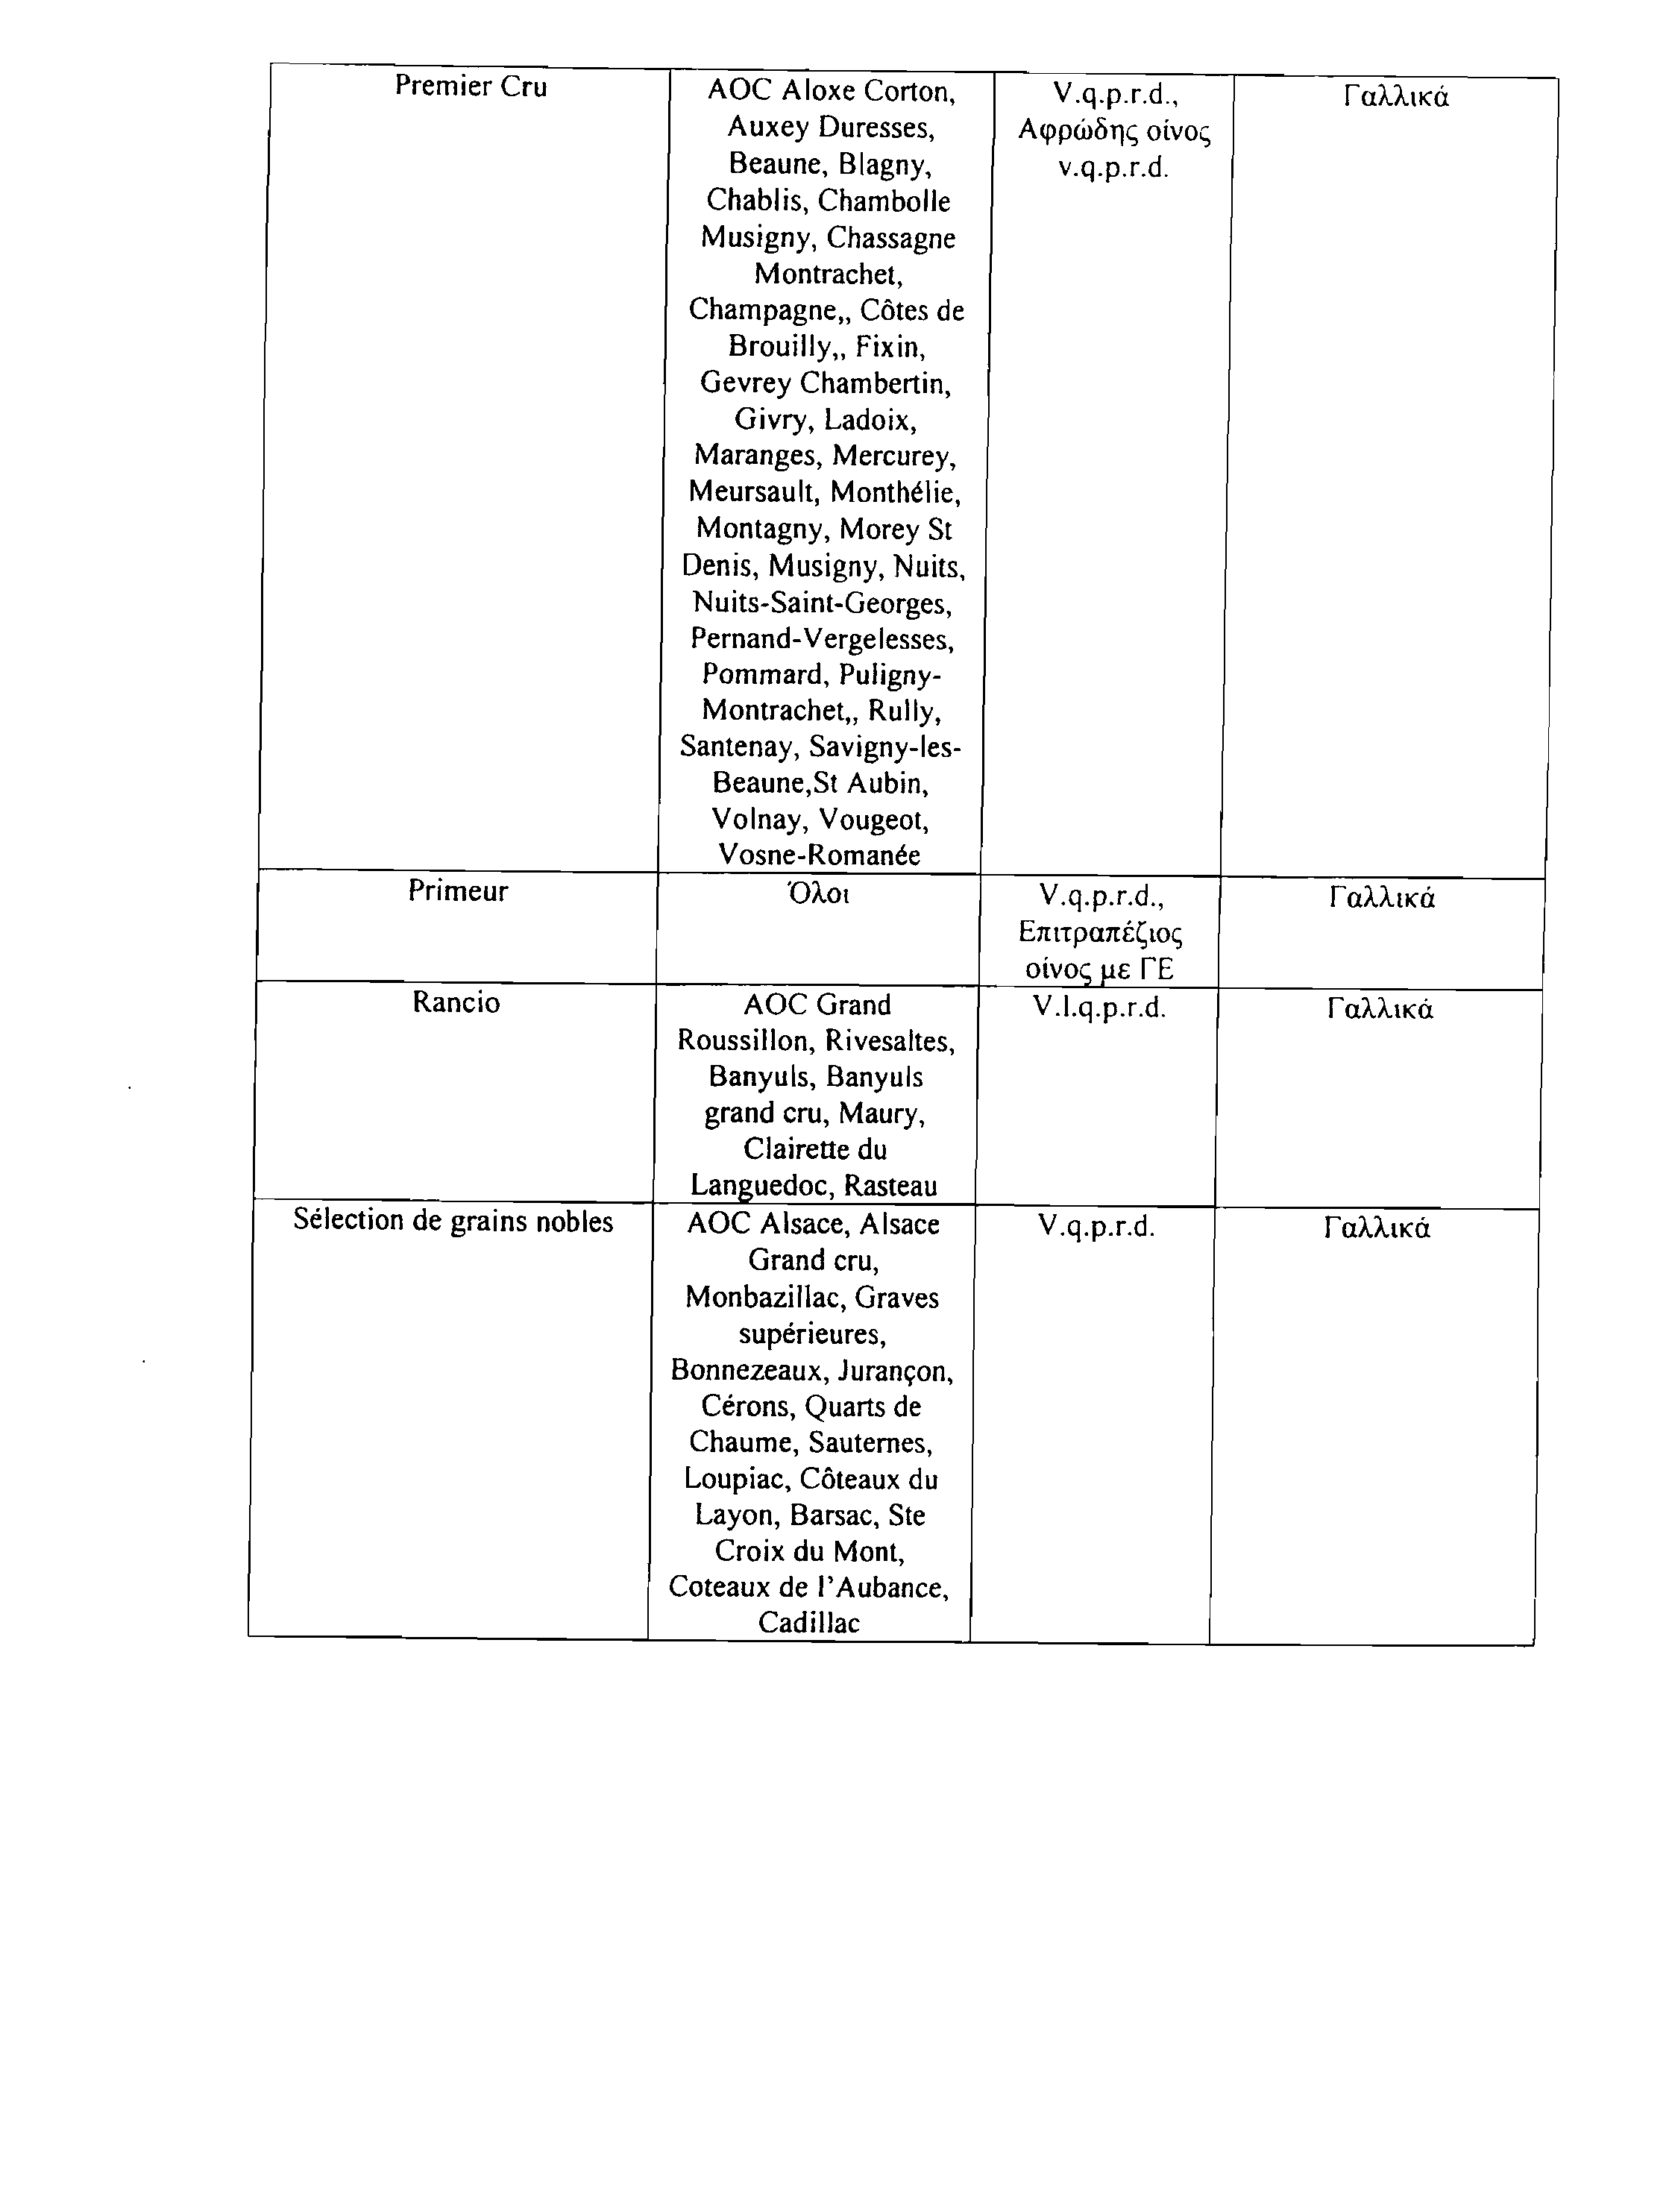 Premier Cru
AOC Aloxe Corton,
Auxey Duresses,
Beaune, Blagny,
Chablis, Chambolle
Musigny, Chassagne
Montrachet,
Champagne,, Côtes de
Brouilly,, Fixin,
Gevrey Chambertin,
Givry, Ladoix,
Maranges, Mercurey,
Meursault, Monthélie,
Montagny, Morey St
Denis, Musigny, Nuits,
Nuits-Saint-Georges,
Pernand-Vergelesses,
Pommard, Puligny-
Montrachet,, Rully,
Santenay, Savigny-les-
Beaune,St Aubin,
Volnay, Vougeot,
Vosne-Romanée
V.q.p.r.d.,
Αφρώδης οίνος
v.q.p.r.d.
Γαλλικά
Primeur
Όλοι
V.q.p.r.d.,
Επιτραπέζιος
οίνος με ΓΕ
Γαλλικά
Rancio
AOC Grand
Roussillon, Rivesaltes,
Banyuls, Banyuls
grand cru, Maury,
Clairette du
Languedoc, Rasteau
V.l.q.p.r.d.
Γαλλικά
Sélection de grains nobles
AOC Alsace, Alsace
Grand cru,
Monbazillac, Graves
supérieures,
Bonnezeaux, Jurançon,
Cérons, Quarts de
Chaume, Sauternes,
Loupiac, Côteaux du
Layon, Barsac, Ste
Croix du Mont,
Coteaux de l'Aubance,
Cadillac
V.q.p.r.d.
Γαλλικά